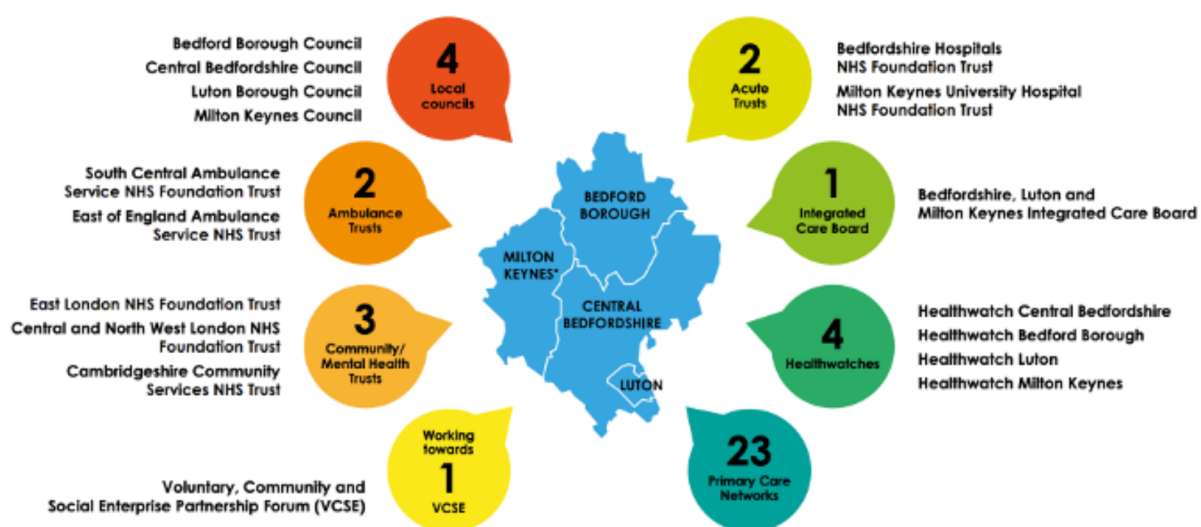 Bedford Borough Council
Central Bedfordshire Council
Luton Borough Council
Milton Keynes Council
4
Local
councils
2
Acute
Trusts
Bedfordshire Hospitals
NHS Foundation Trust
Milton Keynes University Hospital
NHS Foundation Trust
South Central Ambulance
Service NHS Foundation Trust
East of England Ambulance
Service NHS Trust
2
Ambulance
Trusts
1
Integrated
Care Board
Bedfordshire, Luton and
Milton Keynes Integrated Care Board
BEDFORD
BOROUGH
MILTON
KEYNES*
CENTRAL
BEDFORDSHIRE
LUTON
East London NHS Foundation Trust
Central and North West London NHS
Foundation Trust
Cambridgeshire Community
Services NHS Trust
3
Community/
Mental Health
Trusts
4
Healthwatches
Healthwatch Central Bedfordshire
Healthwatch Bedford Borough
Healthwatch Luton
Healthwatch Milton Keynes
Voluntary, Community and
Social Enterprise Partnership Forum (VCSE)
Working
towards
1
VCSE
23
Primary Care
Networks